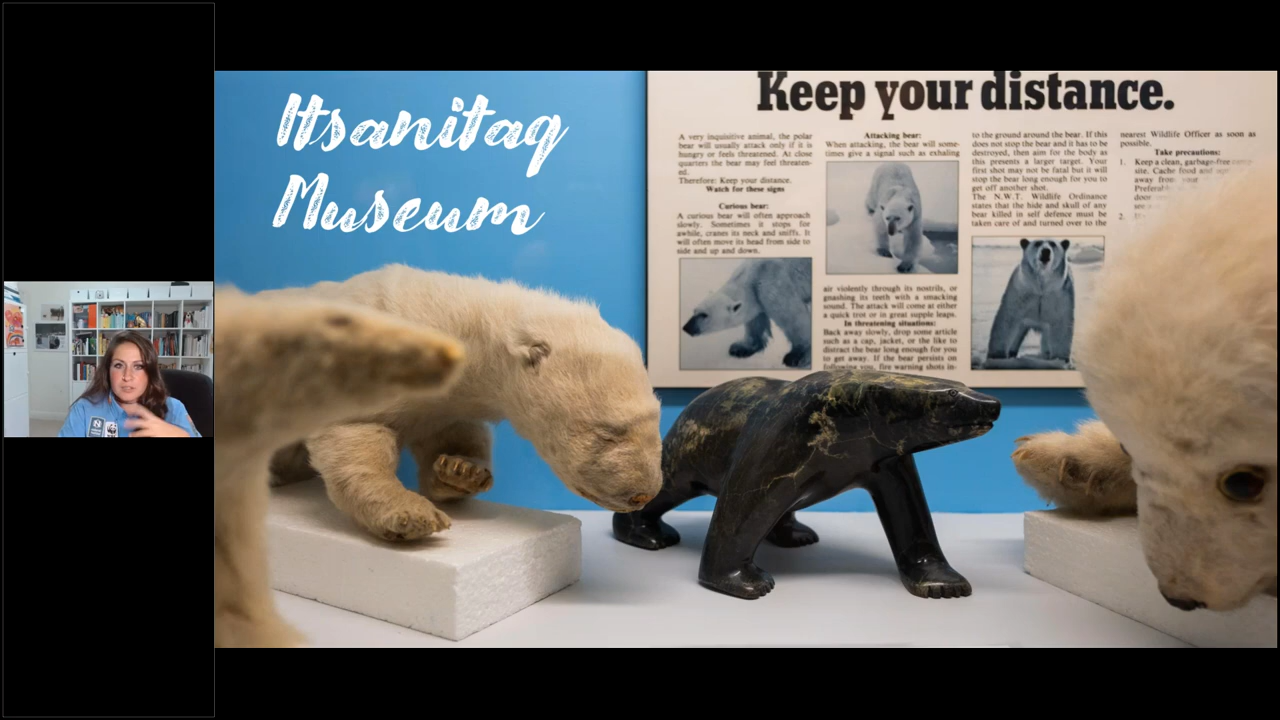 Itsanitaq
Museum
Keep your distance.
A very inquisitive animal, the polar
bear will usually attack only if it is
hungry or feels threatened. At close
quarters the bear may feel threaten-
ed.
Therefore: Keep your distance.
Watch for these signs
Curious bear:
A curious bear will often approach
slowly. Sometimes it stops for
awhile, cranes its neck and sniffs. It
will often move its head from side to
side and up and down.
Attacking bear:
When attacking, the bear will some-
times give a signal such as exhaling
air violently through its nostrils, or
gnashing its teeth with a smacking
sound. The attack will come at either
a quick trot or in great supple leaps.
In threatening situations:
Back away slowly, drop some article
such as a cap, jacket, or the like to
distract the bear long enough for you
to get away. If the bear persists on
following you, fire warning shots in-
to the ground around the bear. If this
does not stop the bear and it has to be
destroyed, then aim for the body as
this presents a larger target. Your
first shot may not be fatal but it will
stop the bear long enough for you to
get off another shot.
The N.W.T. Wildlife Ordinance
states that the hide and skull of any
bear killed in self defence must be
taken care of and turned over to the
nearest Wildlife Officer as soon as
possible.
Take precautions:
1. Keep a clean, garbage-free
site. Cache food and
away from your
door
2.